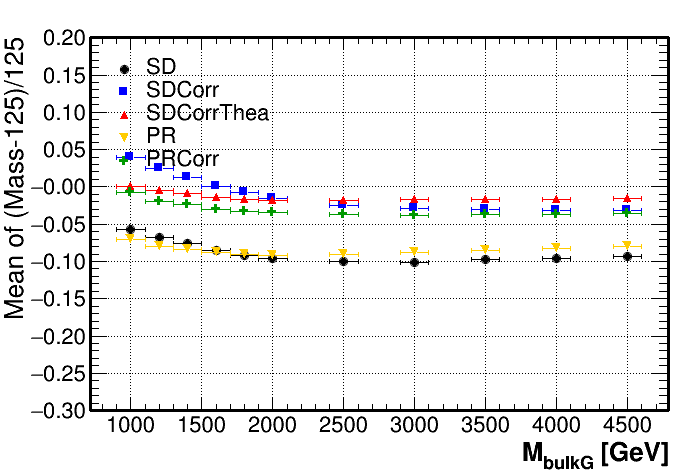 Mean of (Mass-125)/125
0.20
0.15
0.10
0.05
−0.00
−0.05
−0.10
−0.15
−0.20
−0.25
−0.30
SD
SDCorr
SDCorrThea
PR
PRCorr
1000 1500 2000 2500 3000 3500 4000 4500
MbulkG [GeV]